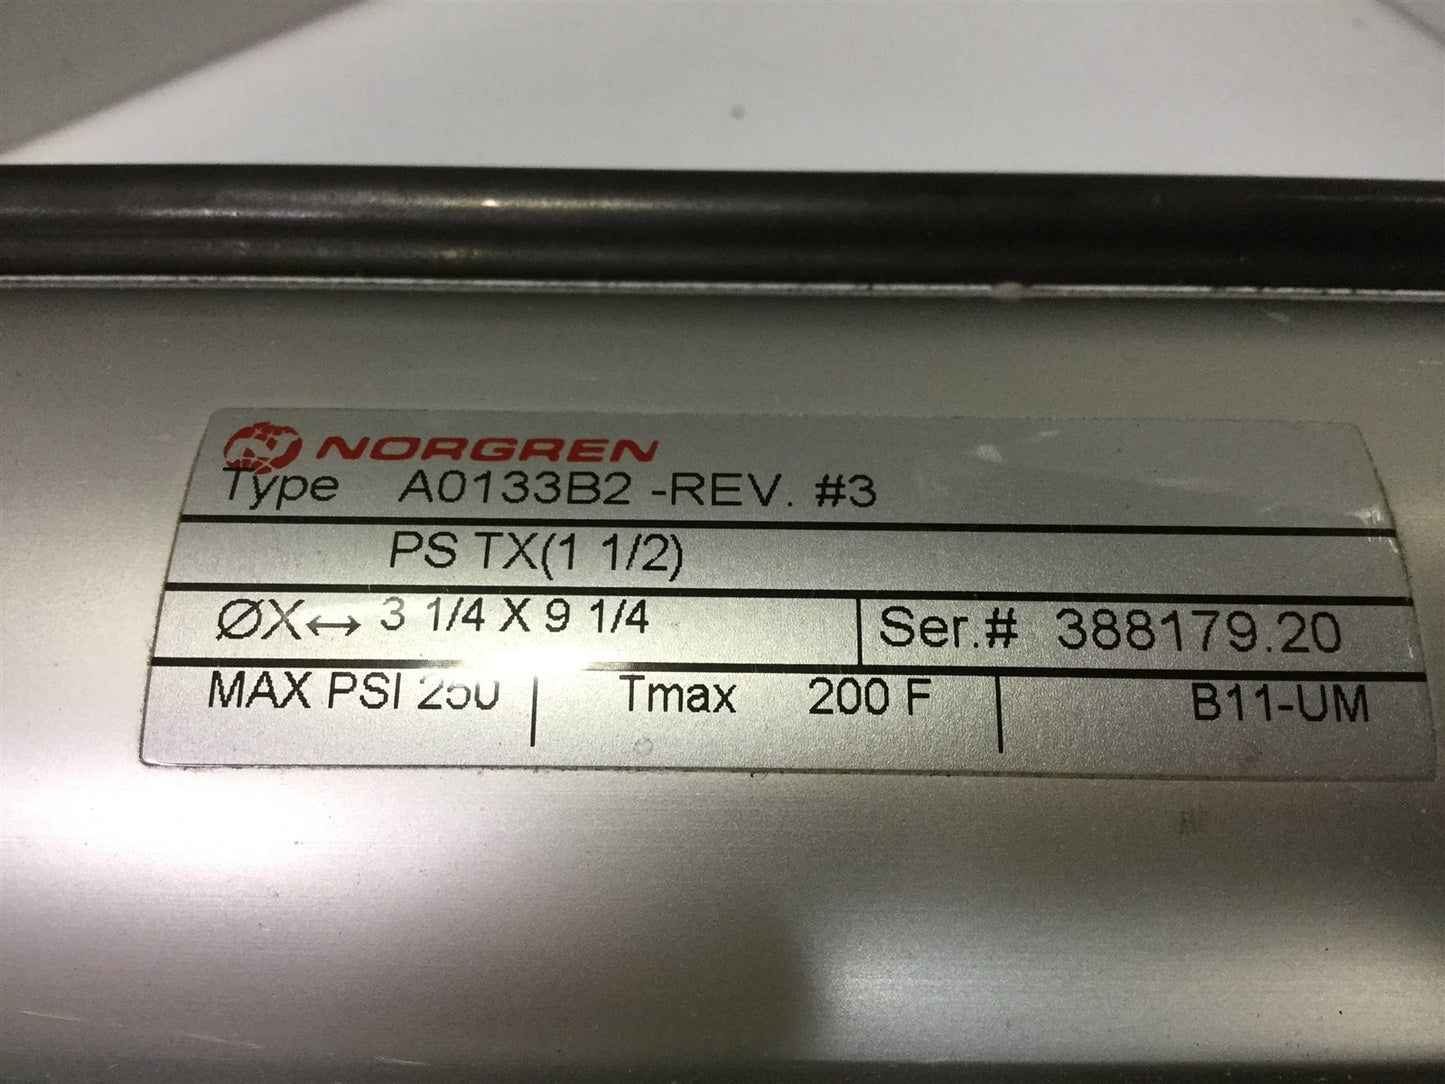 NORGREN
Type A0133B2 -REV. #3
PS TX(1 1/2)
ØX↔ 3 1/4 X 9 1/4 Ser.# 388179.20
MAX PSI 250 Tmax 200 F B11-UM